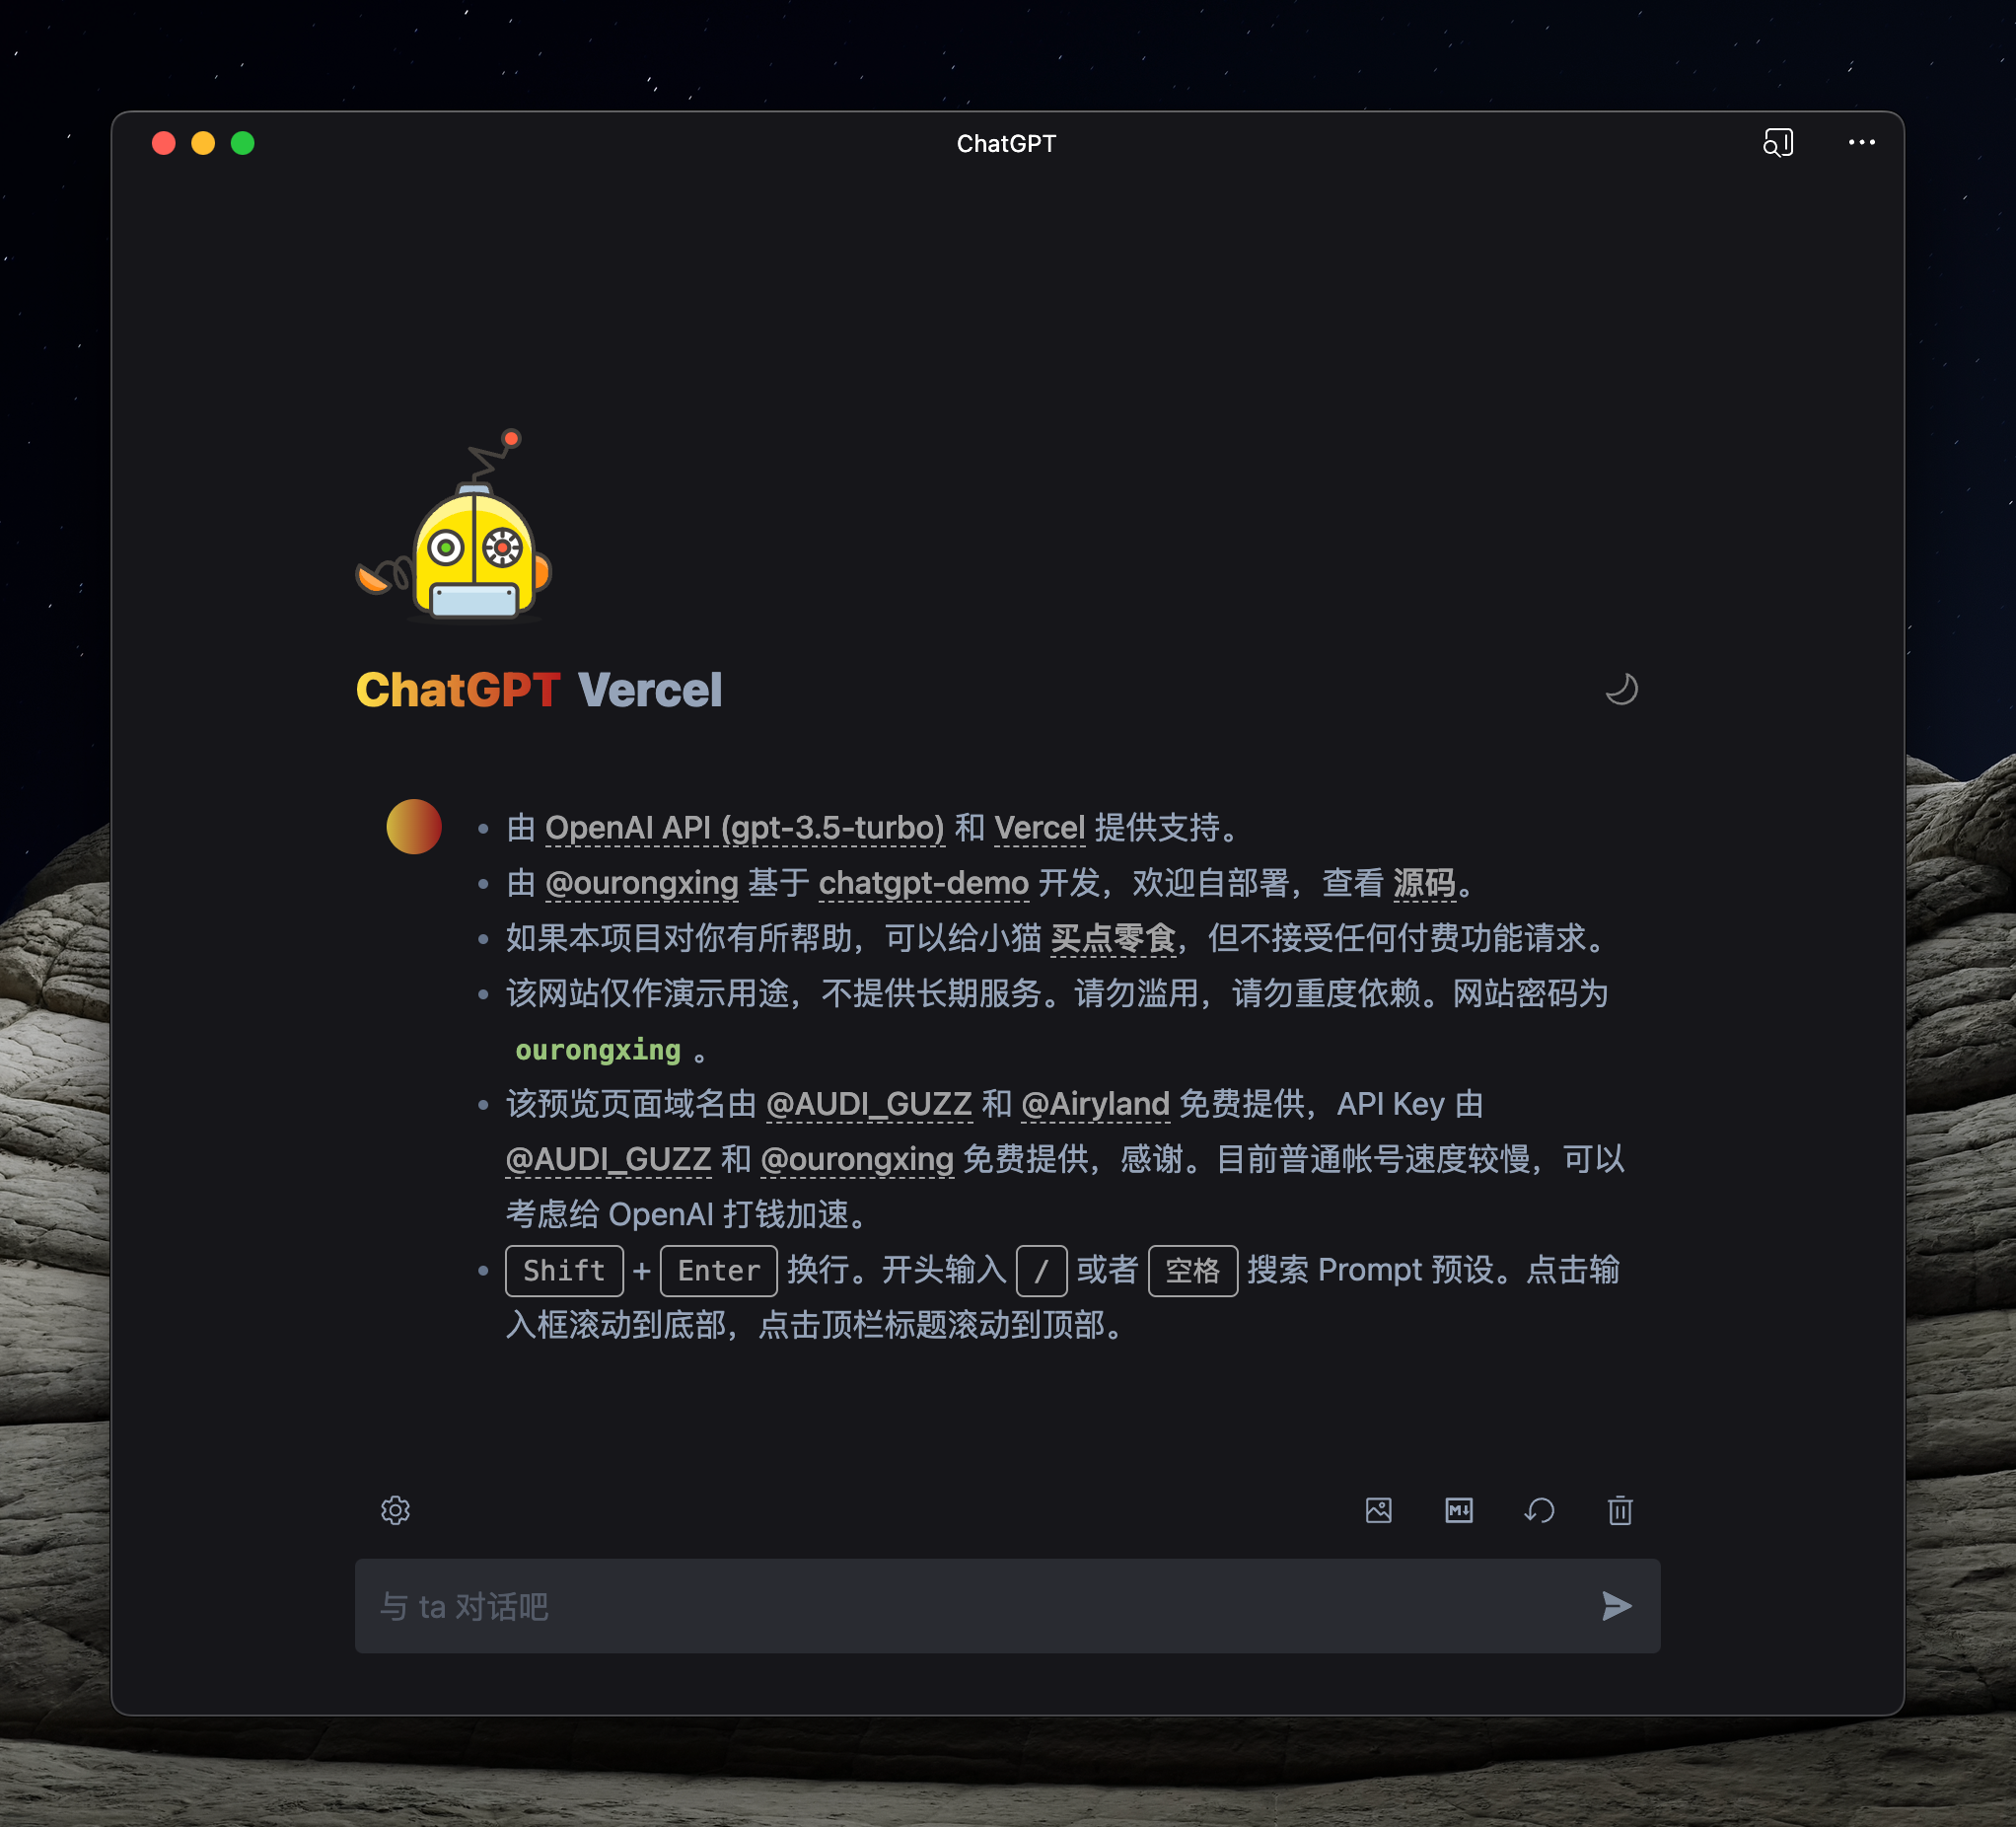 ChatGPT
ChatGPT Vercel
由 OpenAI API (gpt-3.5-turbo) 和 Vercel 提供支持。
由 @ourongxing 基于 chatgpt-demo 开发，欢迎自部署，查看 源码。
如果本项目对你有所帮助，可以给小猫 买点零食，但不接受任何付费功能请求。
该网站仅作演示用途，不提供长期服务。请勿滥用，请勿重度依赖。网站密码为
ourongxing 。
该预览页面域名由 @AUDI_GUZZ 和 @Airyland 免费提供，API Key 由
@AUDI_GUZZ 和 @ourongxing 免费提供，感谢。目前普通帐号速度较慢，可以
考虑给 OpenAI 打钱加速。
Shift + Enter 换行。开头输入 / 或者 空格 搜索 Prompt 预设。点击输
入框滚动到底部，点击顶栏标题滚动到顶部。
M↓
与 ta 对话吧